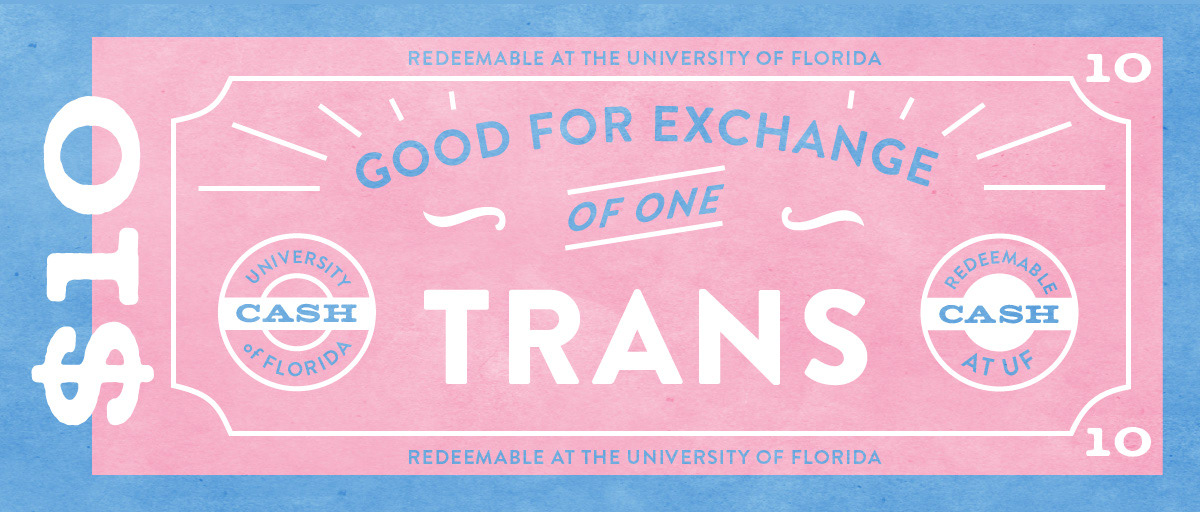 REDEEMABLE AT THE UNIVERSITY OF FLORIDA
10
$10
GOOD FOR EXCHANGE
OF ONE
UNIVERSITY
CASH
of FLORIDA
TRANS
REDEEMABLE
CASH
AT UF
10
REDEEMABLE AT THE UNIVERSITY OF FLORIDA